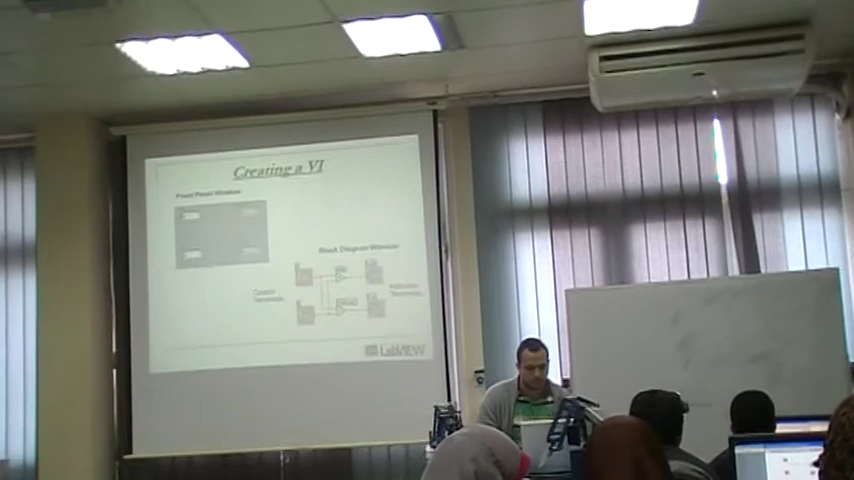 Creating a VI
Front Panel Window
Block Diagram Window
Control
Terminals
Indicator
Terminals
LabVIEW